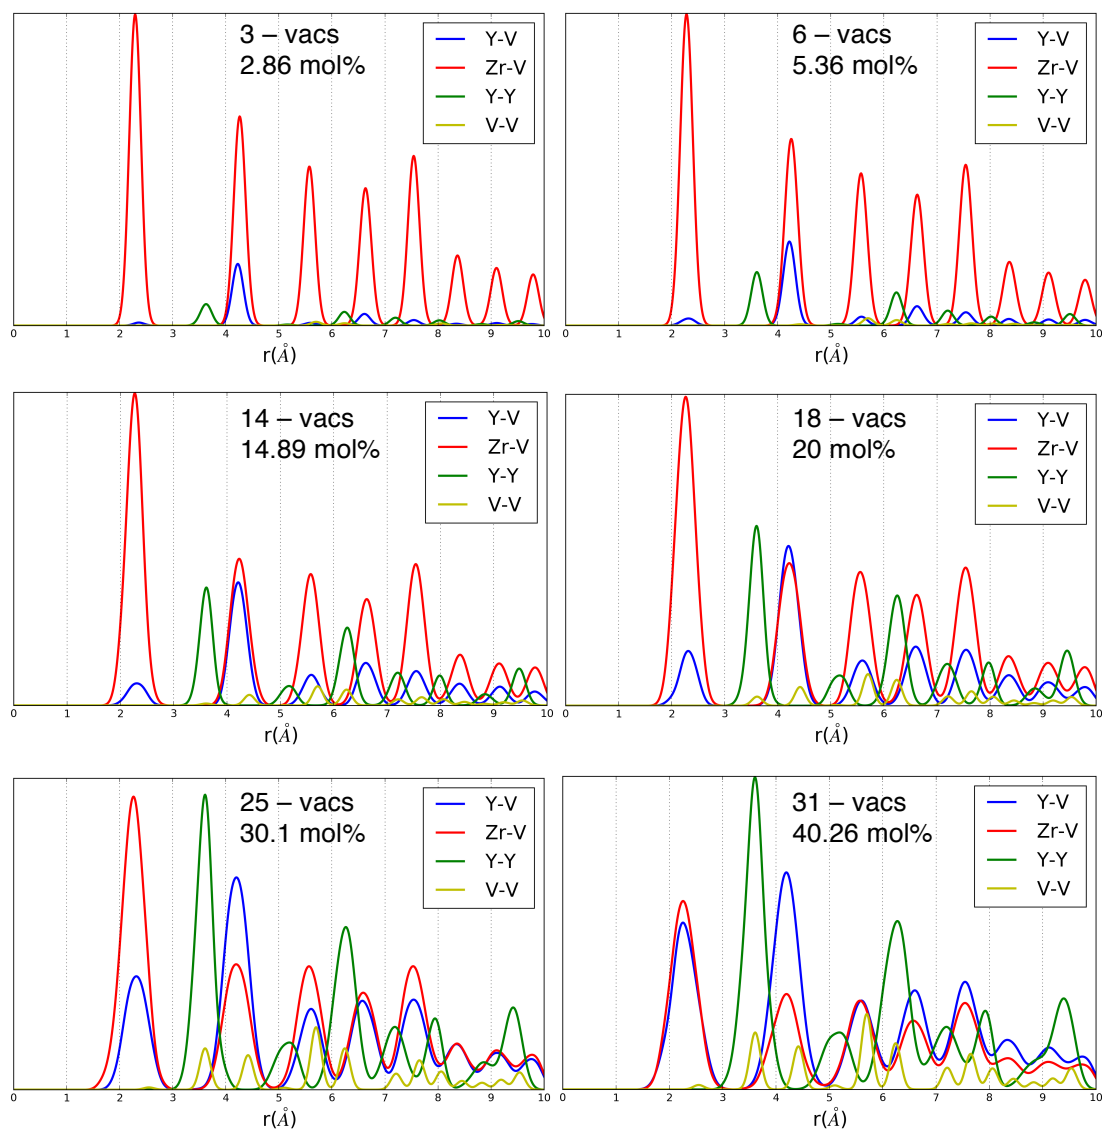 3 – vacs
2.86 mol%
Y-V
Zr-V
Y-Y
V-V
0 1 2 3 4 5 6 7 8 9 10
r(Å)
6 – vacs
5.36 mol%
Y-V
Zr-V
Y-Y
V-V
0 1 2 3 4 5 6 7 8 9 10
r(Å)
14 – vacs
14.89 mol%
Y-V
Zr-V
Y-Y
V-V
0 1 2 3 4 5 6 7 8 9 10
r(Å)
18 – vacs
20 mol%
Y-V
Zr-V
Y-Y
V-V
0 1 2 3 4 5 6 7 8 9 10
r(Å)
25 – vacs
30.1 mol%
Y-V
Zr-V
Y-Y
V-V
0 1 2 3 4 5 6 7 8 9 10
r(Å)
31 – vacs
40.26 mol%
Y-V
Zr-V
Y-Y
V-V
0 1 2 3 4 5 6 7 8 9 10
r(Å)